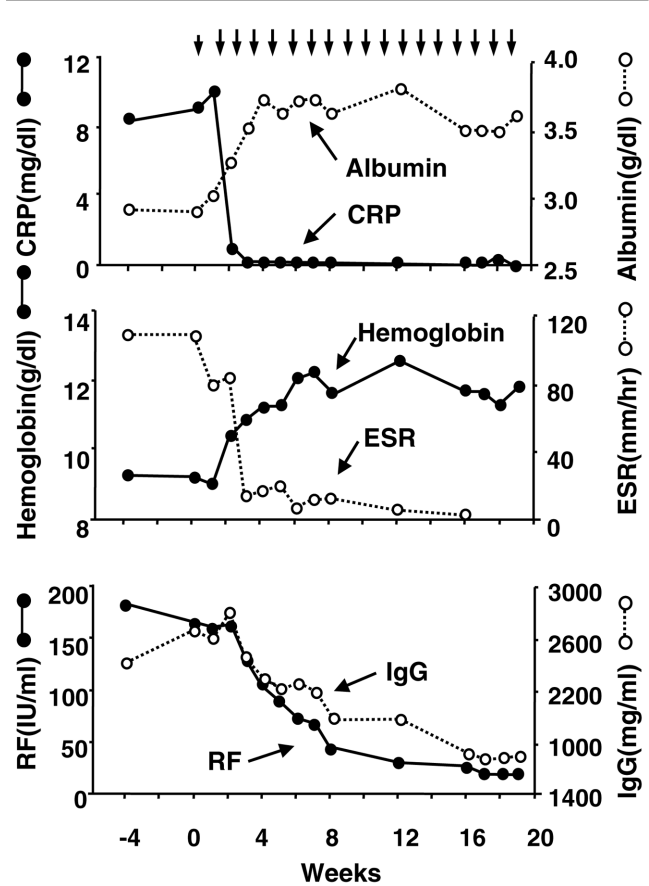 CRP(mg/dl)
12
8
4
0
4.0
3.5
3.0
2.5
Albumin(g/dl)
Albumin
CRP
Hemoglobin(g/dl)
14
12
10
8
120
80
40
0
ESR(mm/hr)
Hemoglobin
ESR
RF(IU/ml)
200
150
100
50
0
3000
2600
2200
1000
1400
IgG(mg/ml)
IgG
RF
-4 0 4 8 12 16 20
Weeks